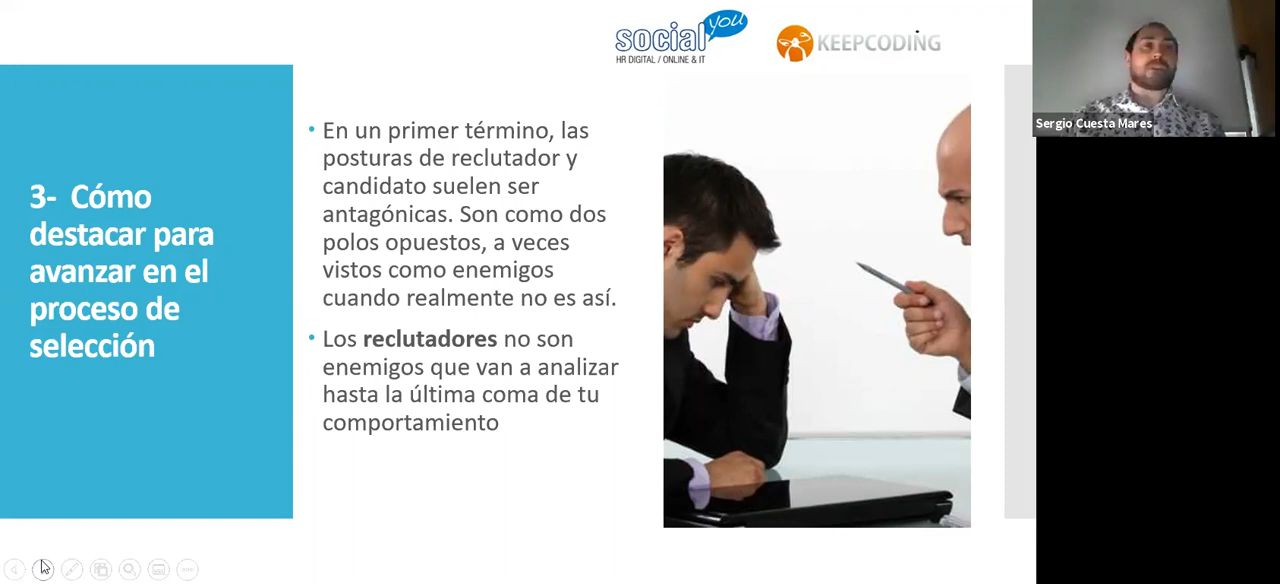 social you
HR DIGITAL / ONLINE & IT
KEEPCODING
Sergio Cuesta Mares
3- Cómo
destacar para
avanzar en el
proceso de
selección
• En un primer término, las
posturas de reclutador y
candidato suelen ser
antagónicas. Son como dos
polos opuestos, a veces
vistos como enemigos
cuando realmente no es así.
• Los reclutadores no son
enemigos que van a analizar
hasta la última coma de tu
comportamiento